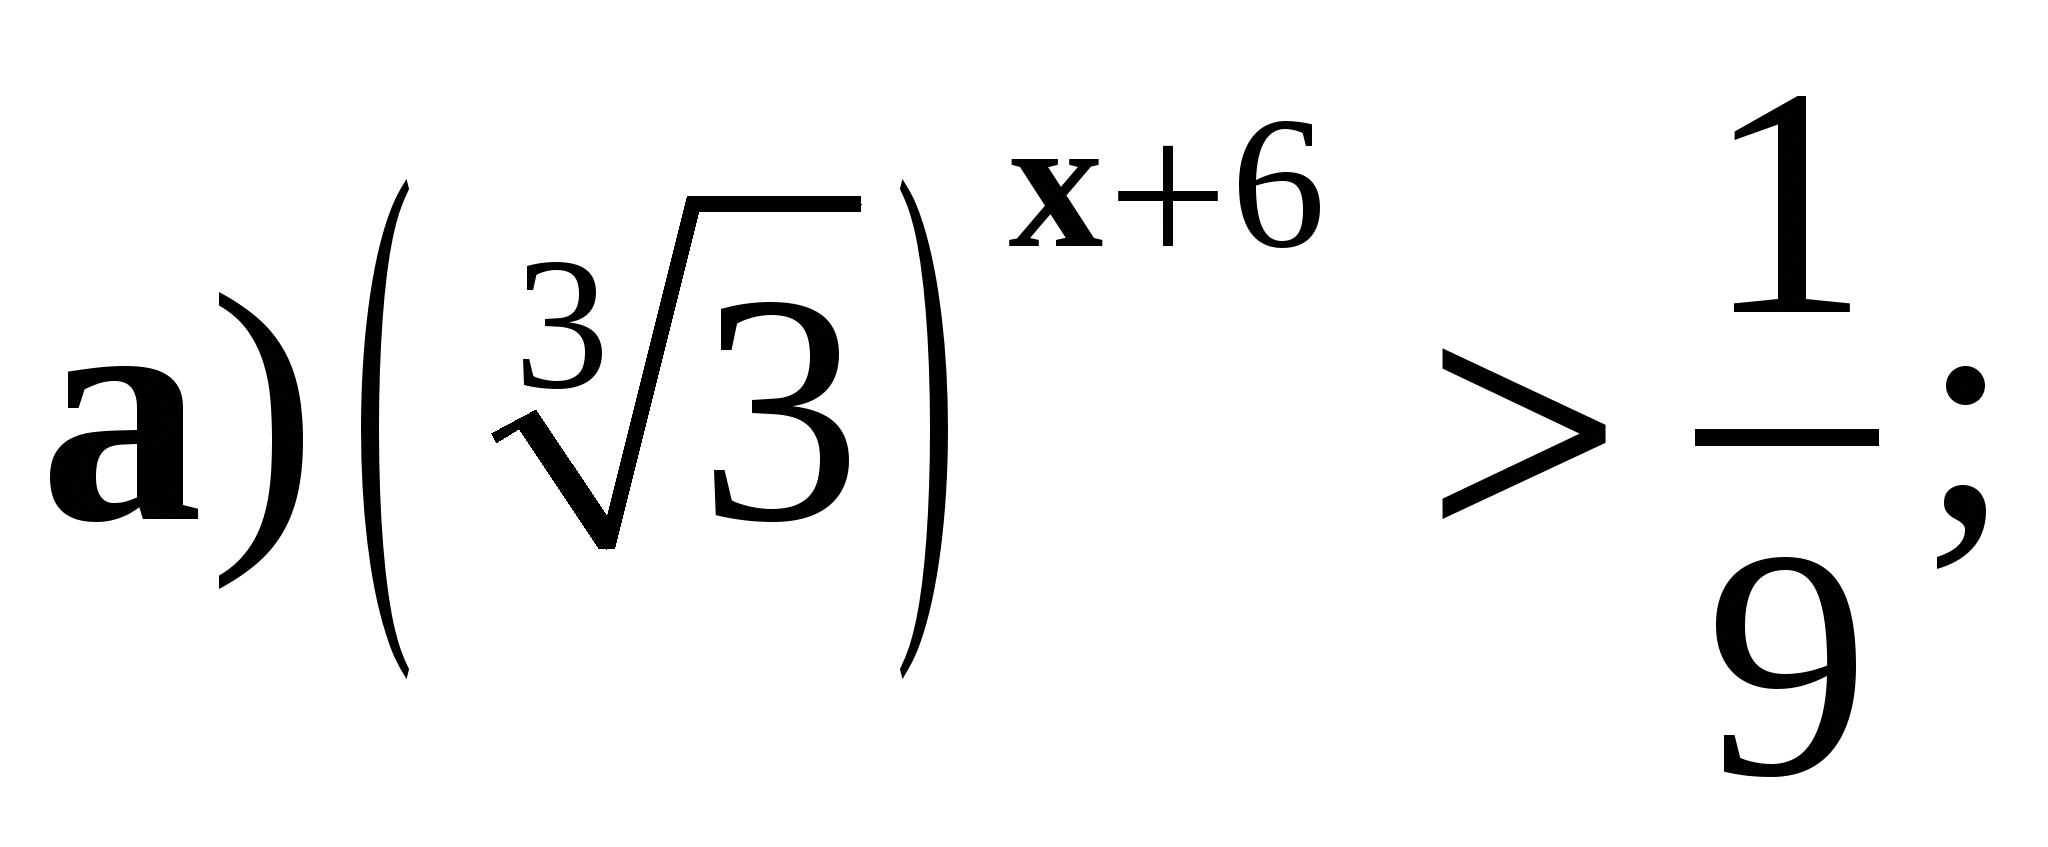 a) (∛3)^(x+6) > 1/9;